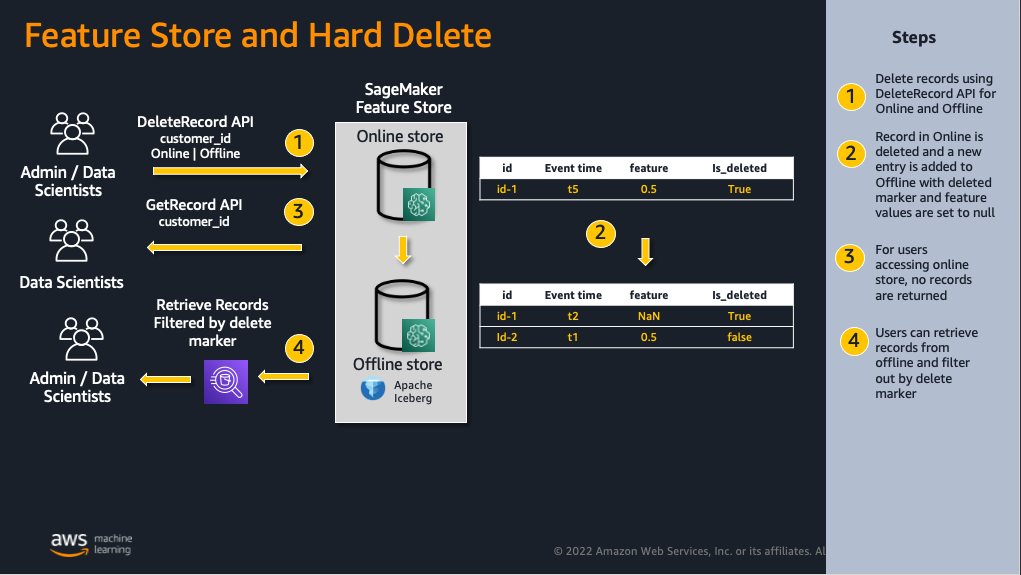 Feature Store and Hard Delete
SageMaker
Feature Store
DeleteRecord API
customer_id
Online | Offline
1
Admin / Data
Scientists
GetRecord API
customer_id
3
Data Scientists
Retrieve Records
Filtered by delete
marker
4
Admin / Data
Scientists
Online store
Offline store
Apache
Iceberg
id Event time feature Is_deleted
id-1 t5 0.5 True
2
id Event time feature Is_deleted
id-1 t2 NaN True
Id-2 t1 0.5 false
Steps
1
Delete records using
DeleteRecord API for
Online and Offline
2
Record in Online is
deleted and a new
entry is added to
Offline with deleted
marker and feature
values are set to null
3
For users
accessing online
store, no records
are returned
4
Users can retrieve
records from
offline and filter
out by delete
marker
aws machine
learning
© 2022 Amazon Web Services, Inc. or its affiliates.